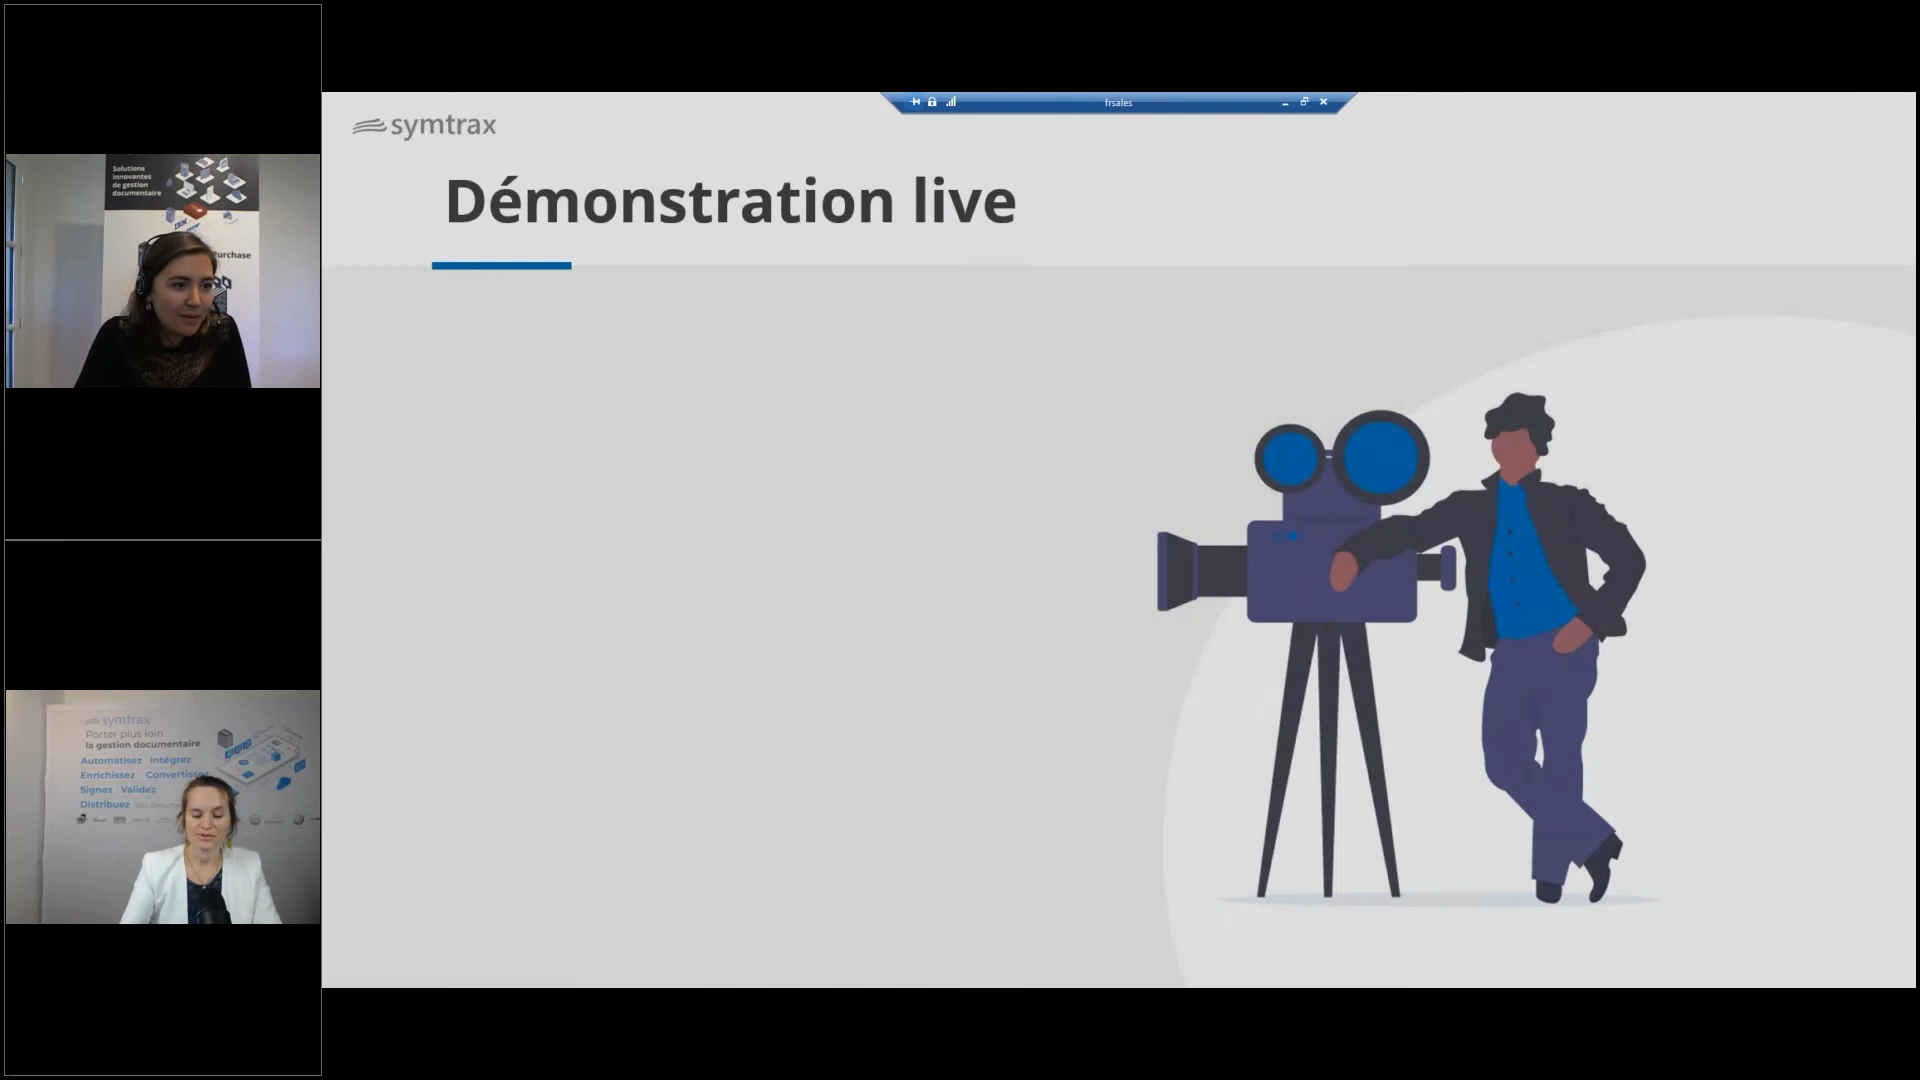 frsales
symtrax
Démonstration live
Solutions
innovantes
de gestion
documentaire
IBM
Purchase
symtrax
Porter plus loin
la gestion documentaire
Automatisez Intégrez
Enrichissez Convertissez
Signez Validez
Distribuez